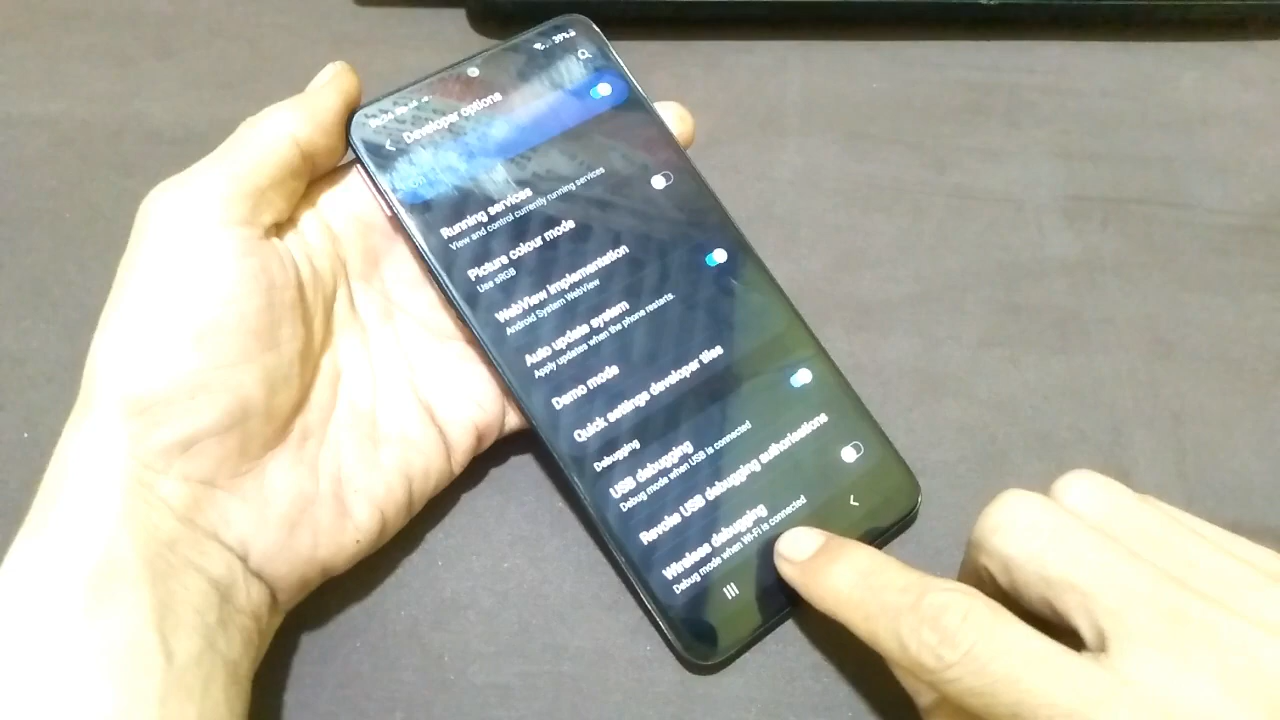 39%
Developer options
On
Running services
View and control currently running services
Picture colour mode
Use sRGB
WebView implementation
Android System WebView
Auto update system
Apply updates when the phone restarts.
Demo mode
Quick settings developer tiles
Debugging
USB debugging
Debug mode when USB is connected
Revoke USB debugging authorisations
Wireless debugging
Debug mode when Wi-Fi is connected